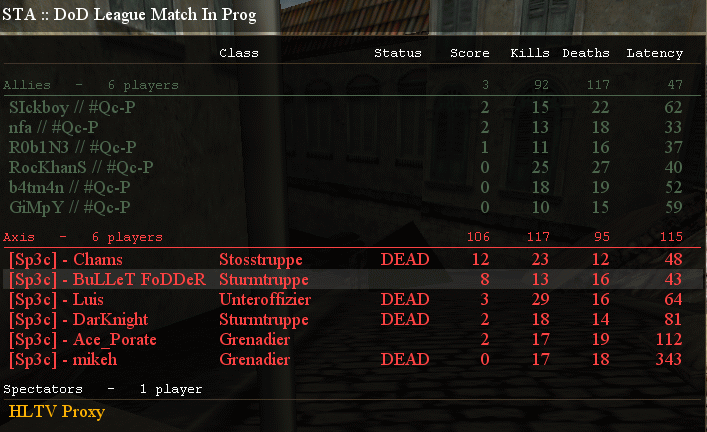 STA :: DoD League Match In Prog
Class Status Score Kills Deaths Latency
Allies - 6 players 3 92 117 47
SIckboy // #Qc-P 2 15 22 62
nfa // #Qc-P 2 13 18 33
R0b1N3 // #Qc-P 1 11 16 37
RocKhanS // #Qc-P 0 25 27 40
b4tm4n // #Qc-P 0 18 19 52
GiMpY // #Qc-P 0 10 15 59
Axis - 6 players 106 117 95 115
[Sp3c] - Chams Stosstruppe DEAD 12 23 12 48
[Sp3c] - BuLLeT FoDDeR Sturmtruppe 8 13 16 43
[Sp3c] - Luis Unteroffizier DEAD 3 29 16 64
[Sp3c] - DarKnight Sturmtruppe DEAD 2 18 14 81
[Sp3c] - Ace_Porate Grenadier 2 17 19 112
[Sp3c] - mikeh Grenadier DEAD 0 17 18 343
Spectators - 1 player
HLTV Proxy